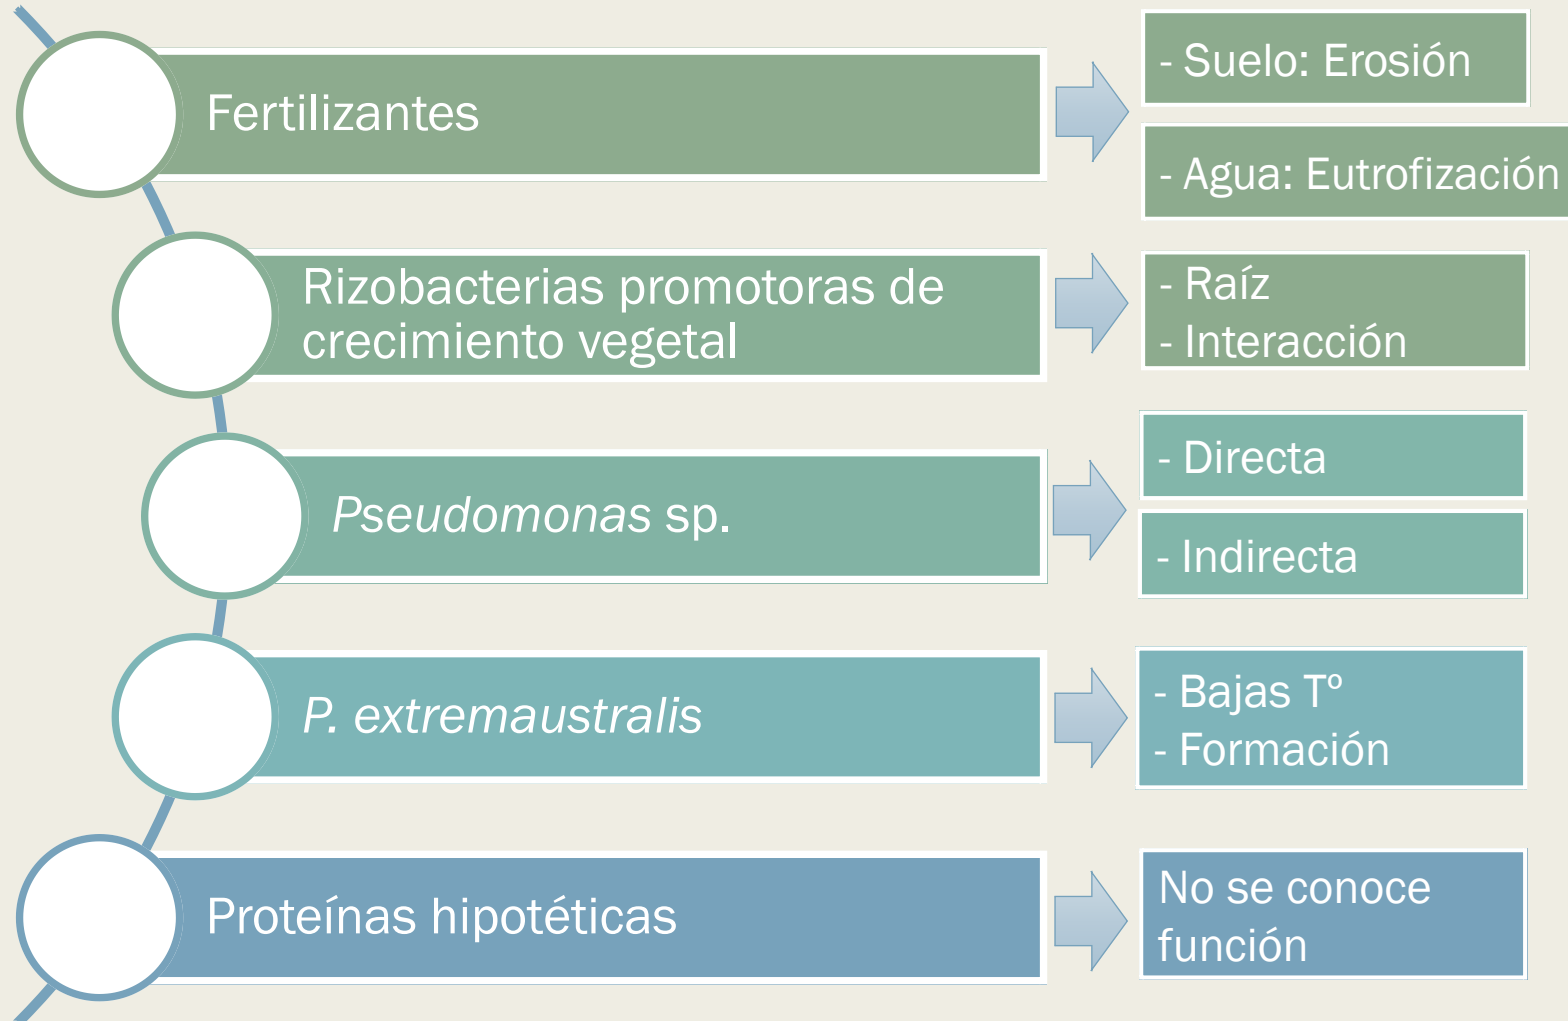 Fertilizantes
- Suelo: Erosión
- Agua: Eutrofización
Rizobacterias promotoras de
crecimiento vegetal
- Raíz
- Interacción
Pseudomonas sp.
- Directa
- Indirecta
P. extremaustralis
- Bajas Tº
- Formación
Proteínas hipotéticas
No se conoce
función